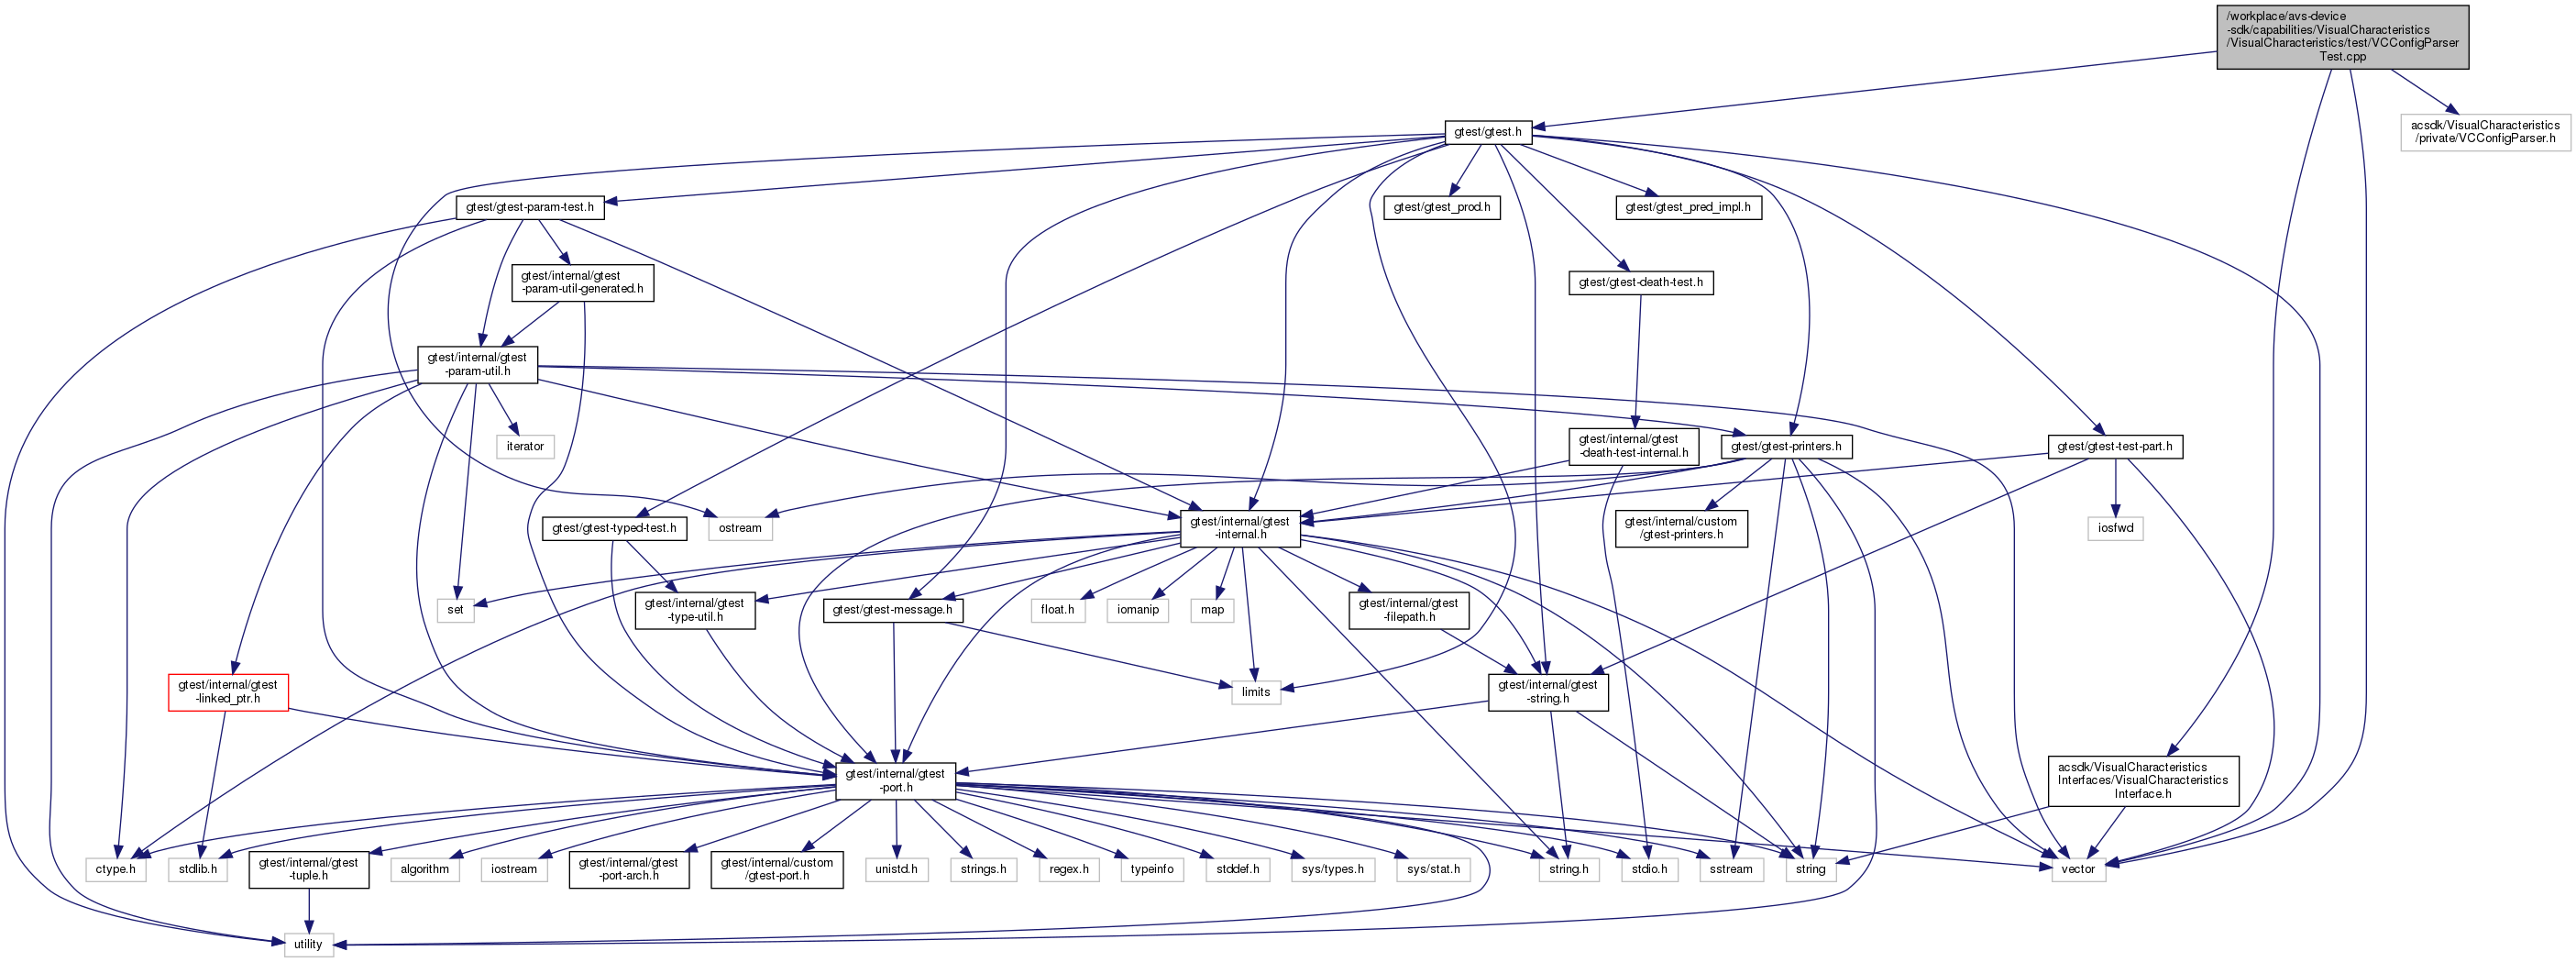 /workplace/avs-device
-sdk/capabilities/VisualCharacteristics
/VisualCharacteristics/test/VCConfigParser
Test.cpp
gtest/gtest.h
acsdk/VisualCharacteristics
/private/VCConfigParser.h
gtest/gtest-param-test.h
gtest/gtest_prod.h
gtest/gtest_pred_impl.h
gtest/internal/gtest
-param-util-generated.h
gtest/gtest-death-test.h
gtest/internal/gtest
-param-util.h
iterator
gtest/internal/gtest
-death-test-internal.h
gtest/gtest-printers.h
gtest/gtest-test-part.h
gtest/gtest-typed-test.h
ostream
gtest/internal/gtest
-internal.h
gtest/internal/custom
/gtest-printers.h
iosfwd
set
gtest/internal/gtest
-type-util.h
gtest/gtest-message.h
float.h
iomanip
map
gtest/internal/gtest
-filepath.h
gtest/internal/gtest
-linked_ptr.h
limits
gtest/internal/gtest
-string.h
gtest/internal/gtest
-port.h
acsdk/VisualCharacteristics
Interfaces/VisualCharacteristics
Interface.h
ctype.h
stdlib.h
gtest/internal/gtest
-tuple.h
algorithm
iostream
gtest/internal/gtest
-port-arch.h
gtest/internal/custom
/gtest-port.h
unistd.h
strings.h
regex.h
typeinfo
stddef.h
sys/types.h
sys/stat.h
string.h
stdio.h
sstream
string
vector
utility